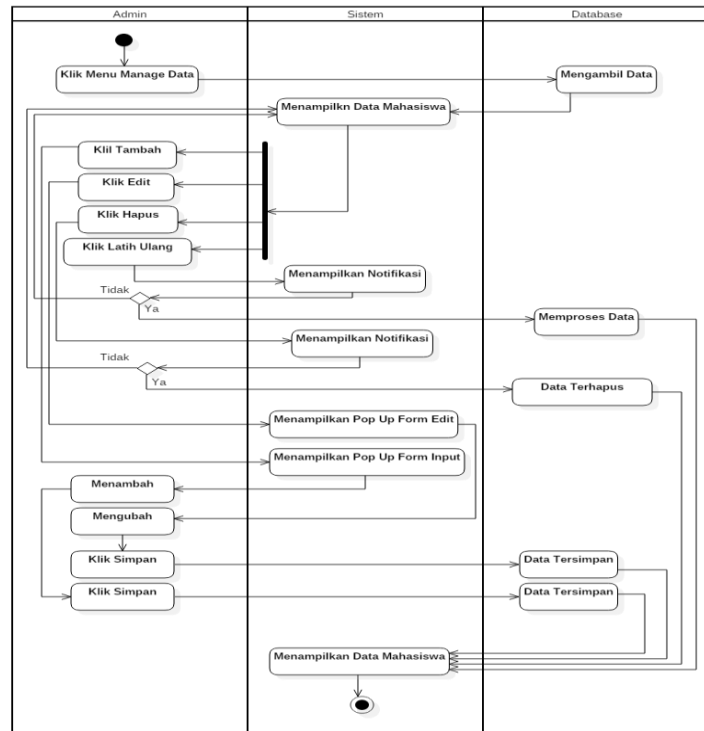 Admin
Sistem
Database
Klik Menu Manage Data
Mengambil Data
Menampilkn Data Mahasiswa
Klil Tambah
Klik Edit
Klik Hapus
Klik Latih Ulang
Menampilkan Notifikasi
Tidak
Ya
Memproses Data
Menampilkan Notifikasi
Tidak
Ya
Data Terhapus
Menampilkan Pop Up Form Edit
Menampilkan Pop Up Form Input
Menambah
Mengubah
Klik Simpan
Data Tersimpan
Klik Simpan
Data Tersimpan
Menampilkan Data Mahasiswa